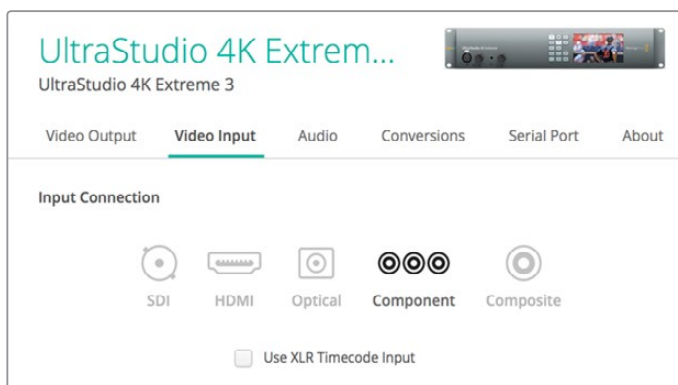 UltraStudio 4K Extrem...
UltraStudio 4K Extreme 3
Video Output Video Input Audio Conversions Serial Port About
Input Connection
SDI HDMI Optical Component Composite
Use XLR Timecode Input